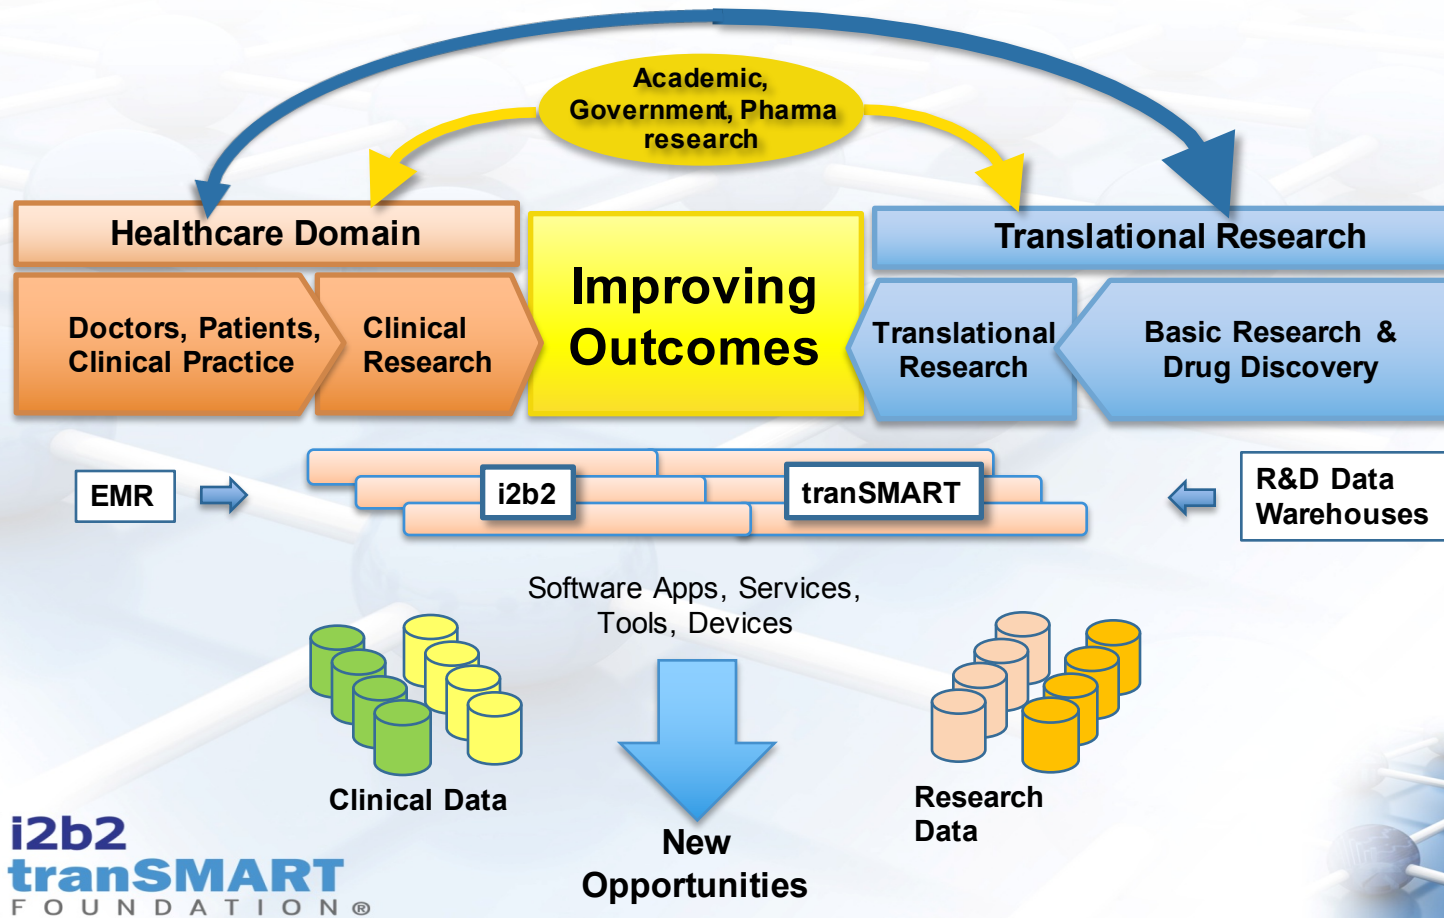 Academic,
Government, Pharma
research
Healthcare Domain
Translational Research
Improving
Outcomes
Doctors, Patients,
Clinical Practice
Clinical
Research
Translational
Research
Basic Research &
Drug Discovery
EMR
i2b2
tranSMART
R&D Data
Warehouses
Software Apps, Services,
Tools, Devices
Clinical Data
Research
Data
New
Opportunities
i2b2
tranSMART
FOUNDATION®